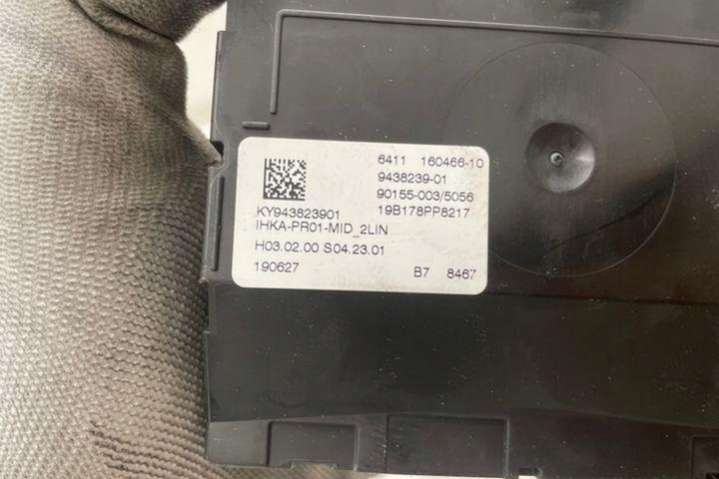 6411 160466-10
9438239-01
90155-003/5056
19B178PP8217
KY943823901
IHKA-PR01-MID_2LIN
H03.02.00 S04.23.01
190627 B7 8467